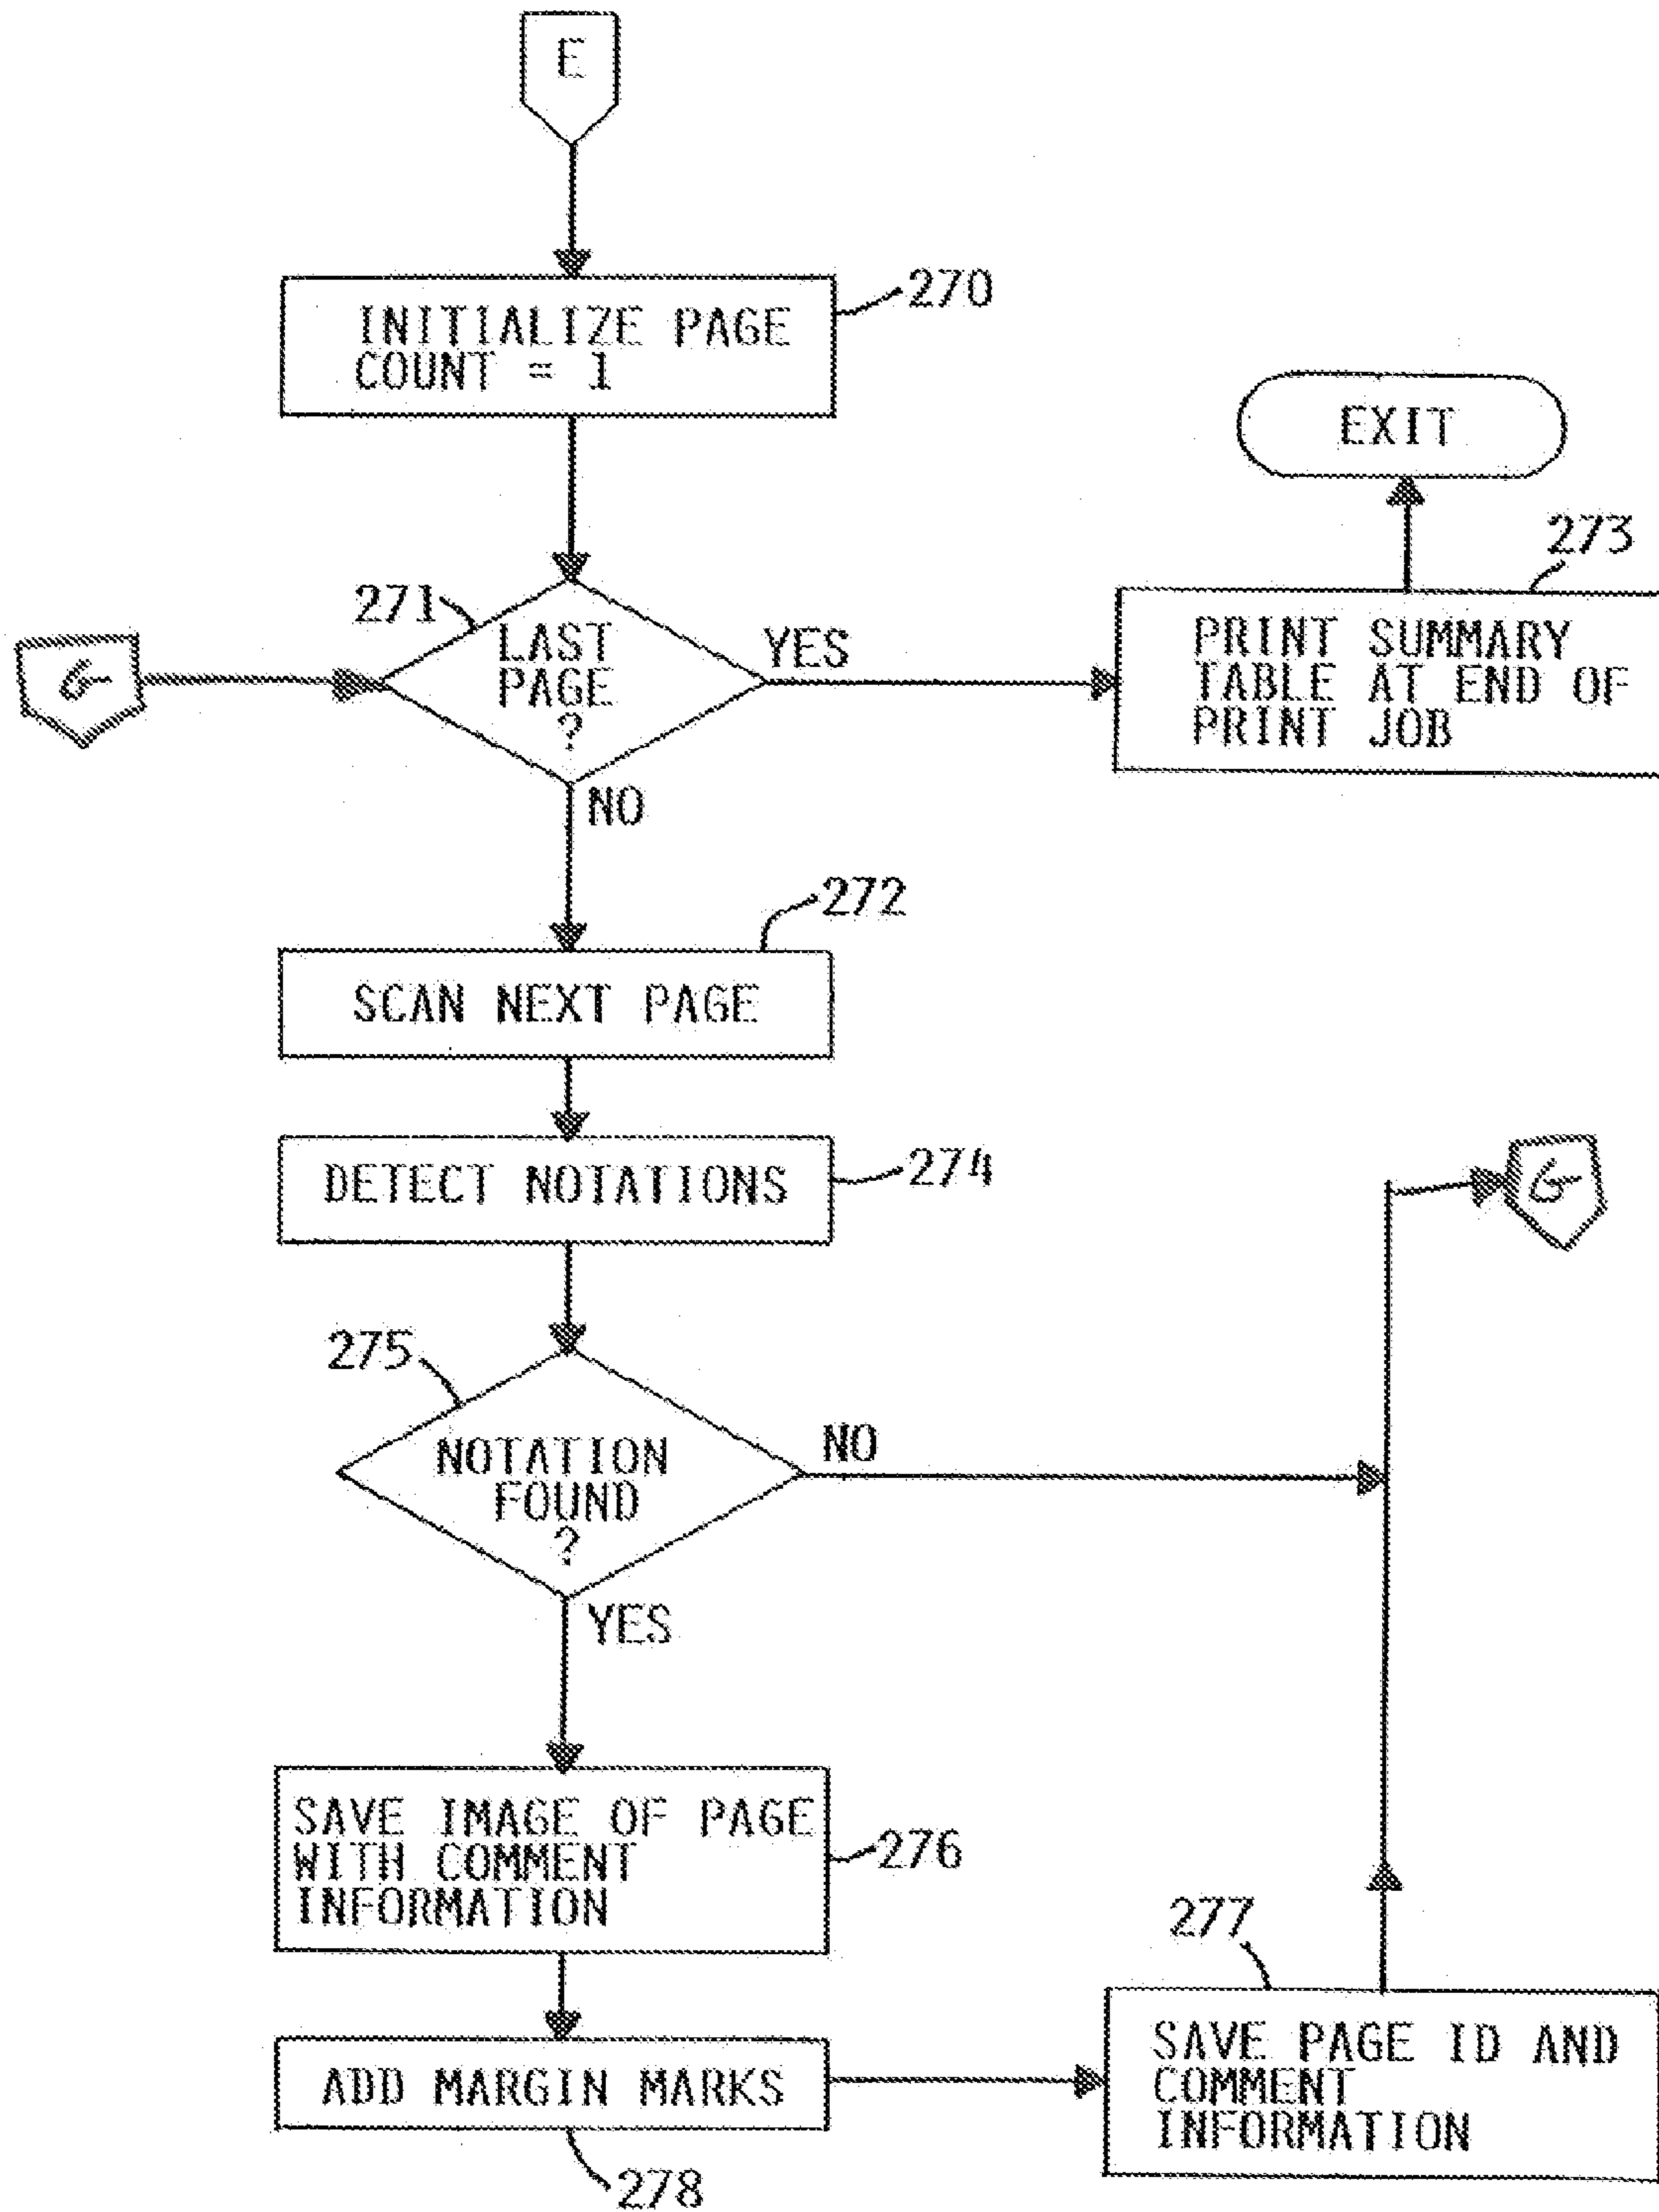 E
INITIALIZE PAGE
COUNT = 1
270
EXIT
273
271
G
LAST
PAGE
?
YES
PRINT SUMMARY
TABLE AT END OF
PRINT JOB
NO
272
SCAN NEXT PAGE
DETECT NOTATIONS
274
G
275
NOTATION
FOUND
?
NO
YES
SAVE IMAGE OF PAGE
WITH COMMENT
INFORMATION
276
277
ADD MARGIN MARKS
SAVE PAGE ID AND
COMMENT
INFORMATION
278